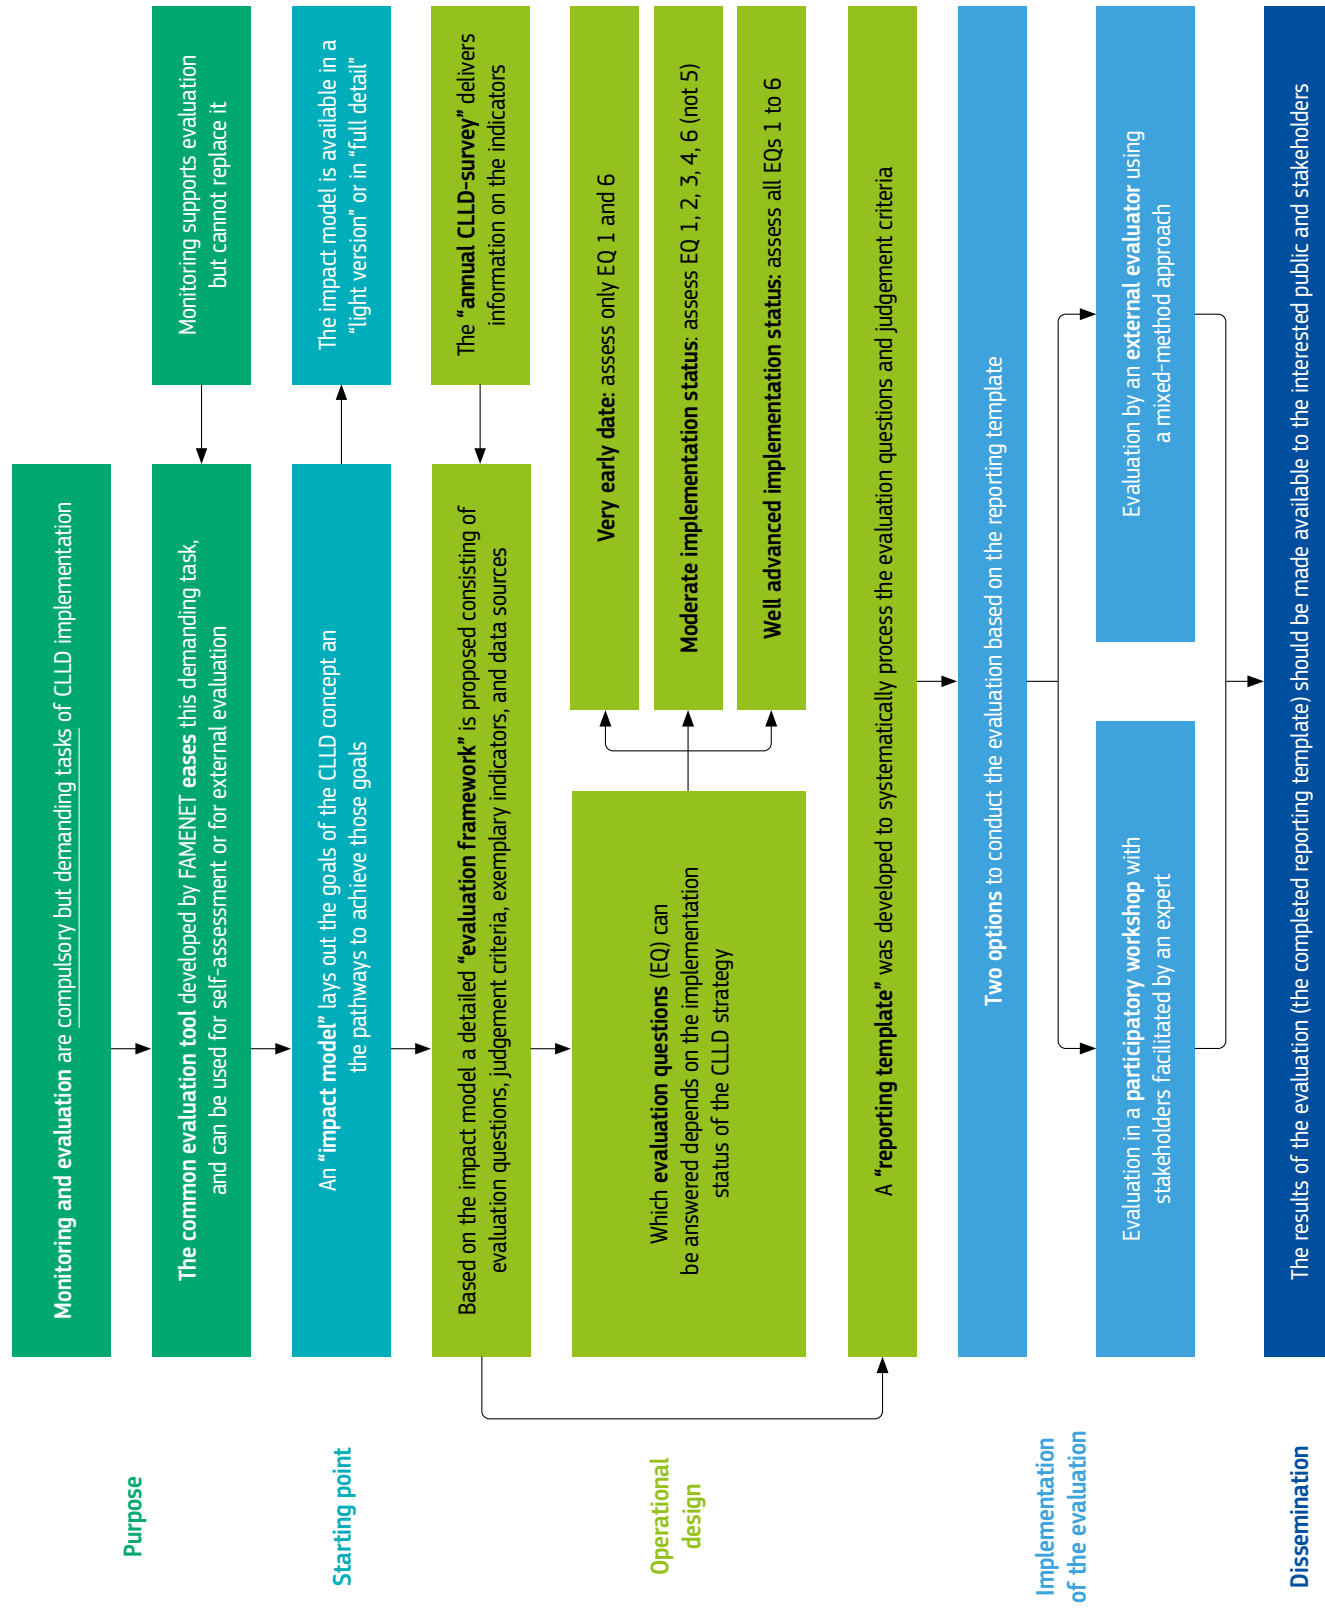 Purpose
Monitoring and evaluation are compulsory but demanding tasks of CLLD implementation
The common evaluation tool developed by FAMENET eases this demanding task,
and can be used for self-assessment or for external evaluation
Monitoring supports evaluation
but cannot replace it
Starting point
An “impact model” lays out the goals of the CLLD concept an
the pathways to achieve those goals
The impact model is available in a
“light version” or in “full detail”
Operational
design
Based on the impact model a detailed “evaluation framework” is proposed consisting of
evaluation questions, judgement criteria, exemplary indicators, and data sources
The “annual CLLD-survey” delivers
information on the indicators
Which evaluation questions (EQ) can
be answered depends on the implementation
status of the CLLD strategy
Very early date: assess only EQ 1 and 6
Moderate implementation status: assess EQ 1, 2, 3, 4, 6 (not 5)
Well advanced implementation status: assess all EQs 1 to 6
A “reporting template” was developed to systematically process the evaluation questions and judgement criteria
Implementation
of the evaluation
Two options to conduct the evaluation based on the reporting template
Evaluation in a participatory workshop with
stakeholders facilitated by an expert
Evaluation by an external evaluator using
a mixed-method approach
Dissemination
The results of the evaluation (the completed reporting template) should be made available to the interested public and stakeholders